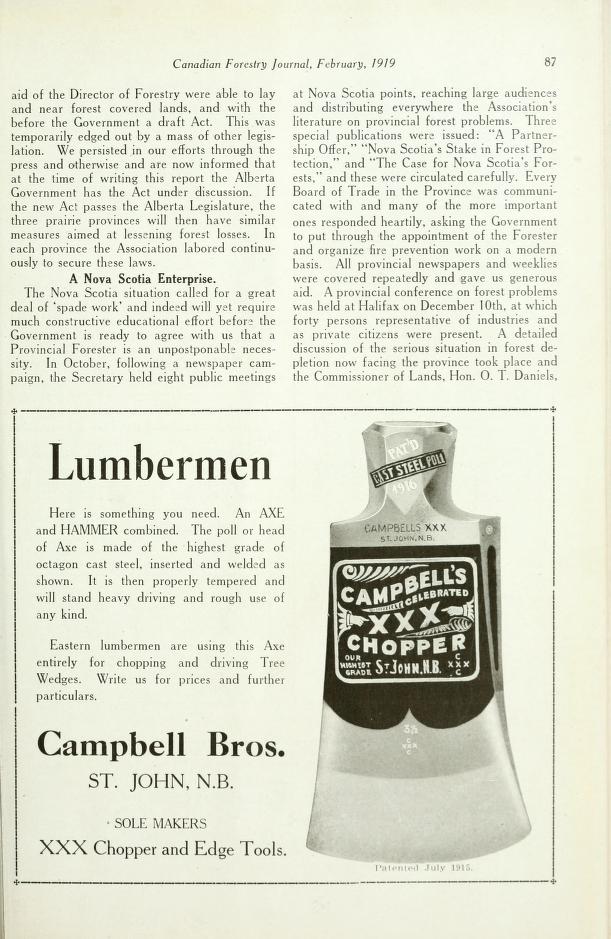 Canadian Forestry Journal, February, 1919 87
aid of the Director of Forestry were able to lay
and near forest covered lands, and with the
before the Government a draft Act. This was
temporarily edged out by a mass of other legis-
lation. We persisted in our efforts through the
press and otherwise and are now informed that
at the time of writing this report the Alberta
Government has the Act under discussion. If
the new Act passes the Alberta Legislature, the
three prairie provinces will then have similar
measures aimed at lessening forest losses. In
each province the Association labored continu-
ously to secure these laws.
A Nova Scotia Enterprise.
The Nova Scotia situation called for a great
deal of 'spade work' and indeed will yet require
much constructive educational effort before the
Government is ready to agree with us that a
Provincial Forester is an unpostponable neces-
sity. In October, following a newspaper cam-
paign, the Secretary held eight public meetings
at Nova Scotia points, reaching large audiences
and distributing everywhere the Association's
literature on provincial forest problems. Three
special publications were issued: "A Partner-
ship Offer," "Nova Scotia's Stake in Forest Pro-
tection," and "The Case for Nova Scotia's For-
ests," and these were circulated carefully. Every
Board of Trade in the Province was communi-
cated with and many of the more important
ones responded heartily, asking the Government
to put through the appointment of the Forester
and organize fire prevention work on a modern
basis. All provincial newspapers and weeklies
were covered repeatedly and gave us generous
aid. A provincial conference on forest problems
was held at Halifax on December 10th, at which
forty persons representative of industries and
as private citizens were present. A detailed
discussion of the serious situation in forest de-
pletion now facing the province took place and
the Commissioner of Lands, Hon. O. T. Daniels,
Lumbermen
Here is something you need. An AXE
and HAMMER combined. The poll or head
of Axe is made of the highest grade of
octagon cast steel, inserted and welded as
shown. It is then properly tempered and
will stand heavy driving and rough use of
any kind.
Eastern lumbermen are using this Axe
entirely for chopping and driving Tree
Wedges. Write us for prices and further
particulars.
Campbell Bros.
ST. JOHN, N.B.
SOLE MAKERS
XXX Chopper and Edge Tools.
PAT'D
CAST STEEL POLL
1916
CAMPBELLS XXX
ST. JOHN, N.B.
CAMPBELL'S
CELEBRATED
XXX
CHOPPER
OUR
HIGHEST
GRADE
ST. JOHN, N.B.
C
XXX
C
3½
C
XXX
C
Patented July 1915.